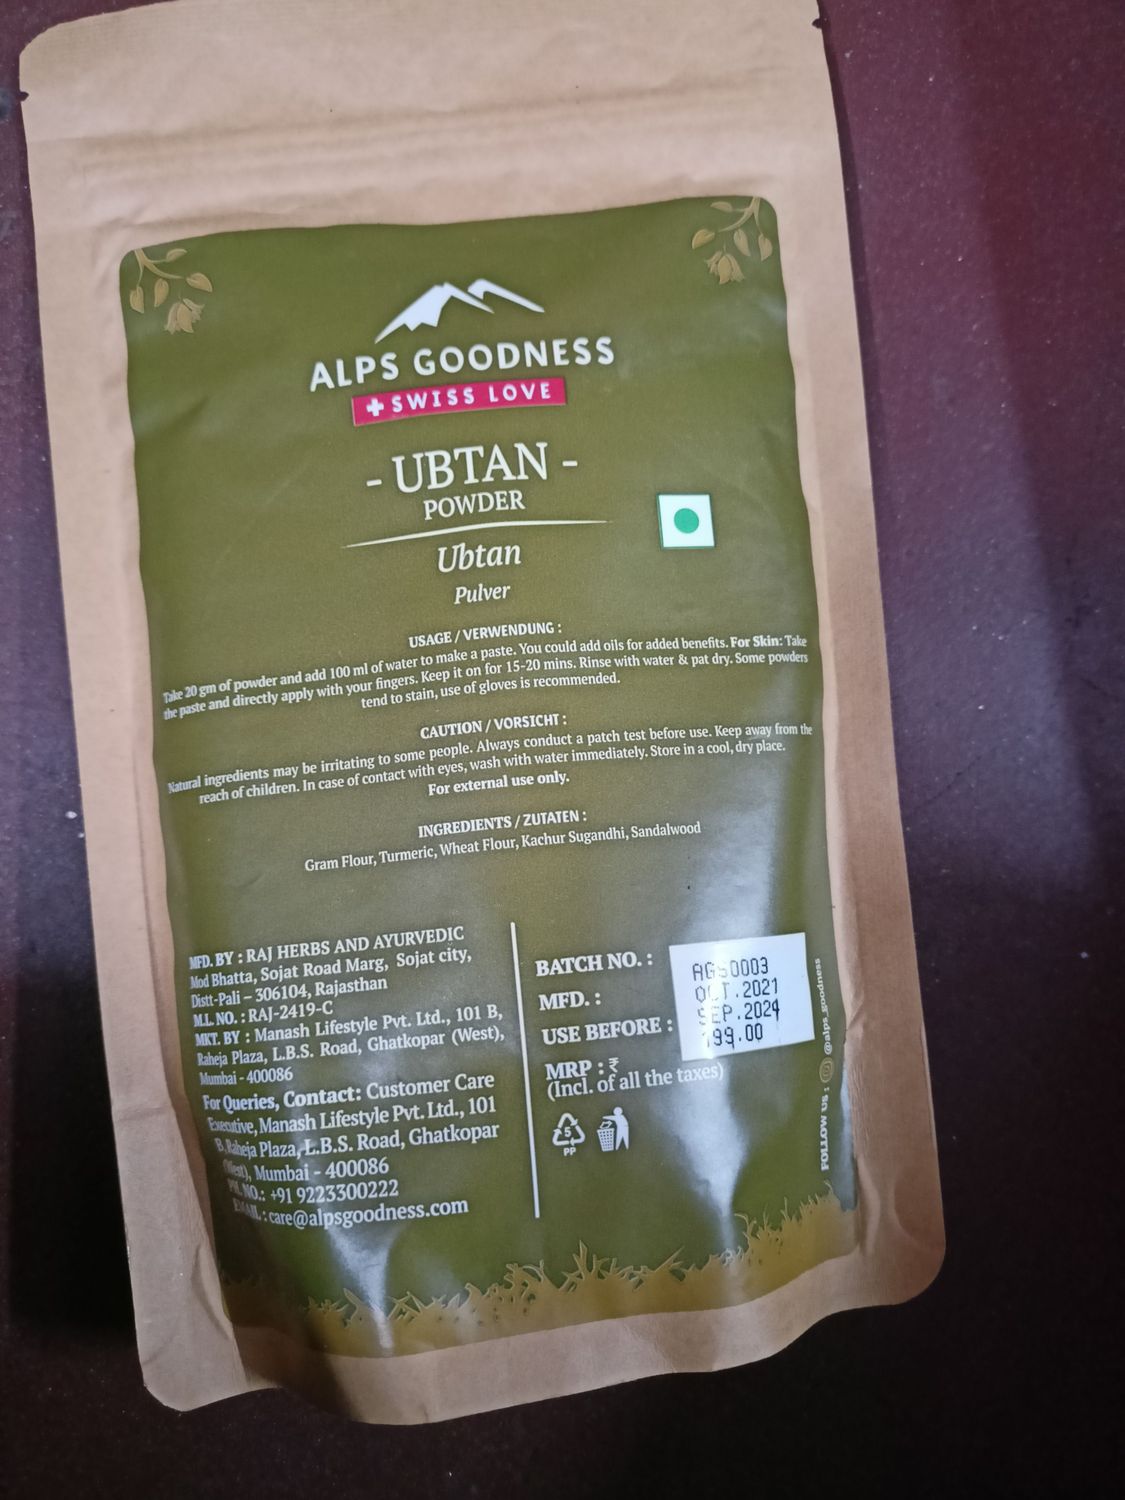 ALPS GOODNESS
+ SWISS LOVE
- UBTAN -
POWDER
Ubtan
Pulver
USAGE / VERWENDUNG :
Take 20 gm of powder and add 100 ml of water to make a paste. You could add oils for added benefits. For Skin: Take
the paste and directly apply with your fingers. Keep it on for 15-20 mins. Rinse with water & pat dry. Some powders
tend to stain, use of gloves is recommended.
CAUTION / VORSICHT :
Natural ingredients may be irritating to some people. Always conduct a patch test before use. Keep away from the
reach of children. In case of contact with eyes, wash with water immediately. Store in a cool, dry place.
For external use only.
INGREDIENTS / ZUTATEN :
Gram Flour, Turmeric, Wheat Flour, Kachur Sugandhi, Sandalwood
MFD. BY : RAJ HERBS AND AYURVEDIC
Mod Bhatta, Sojat Road Marg, Sojat city,
Distt-Pali – 306104, Rajasthan
M.L. NO. : RAJ-2419-C
MKT. BY : Manash Lifestyle Pvt. Ltd., 101 B,
Raheja Plaza, L.B.S. Road, Ghatkopar (West),
Mumbai - 400086
For Queries, Contact: Customer Care
Executive, Manash Lifestyle Pvt. Ltd., 101
B, Raheja Plaza, L.B.S. Road, Ghatkopar
(West), Mumbai - 400086
NO.: +91 9223300222
: care@alpsgoodness.com
BATCH NO. :
MFD. :
USE BEFORE :
MRP : ₹
(Incl. of all the taxes)
OCT.2021
SEP.2024
5
PP
FOLLOW US : @alps_goodness